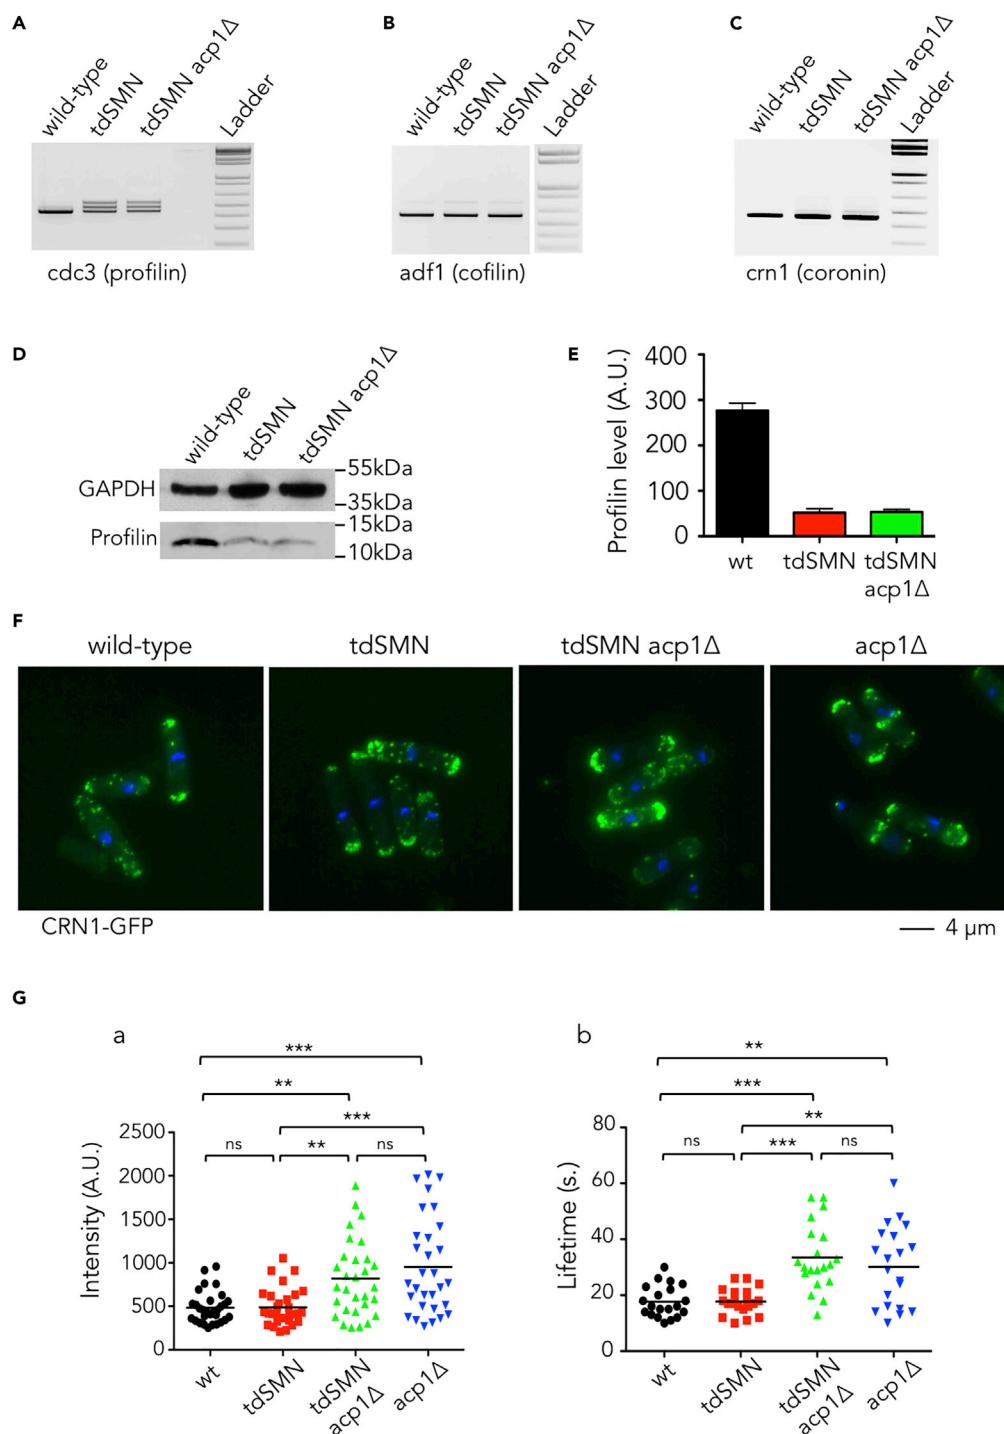 A
wild-type
tdSMN
tdSMN acp1Δ
Ladder
cdc3 (profilin)
B
wild-type
tdSMN
tdSMN acp1Δ
Ladder
adf1 (cofilin)
C
wild-type
tdSMN
tdSMN acp1Δ
Ladder
crn1 (coronin)
D
wild-type
tdSMN
tdSMN acp1Δ
GAPDH
Profilin
55kDa
35kDa
15kDa
10kDa
E
Profilin level (A.U.)
400
300
200
100
0
wt
tdSMN
tdSMN
acp1Δ
F
wild-type
tdSMN
tdSMN acp1Δ
acp1Δ
CRN1-GFP
4 µm
G
a
***
**
***
ns
**
ns
Intensity (A.U.)
2500
2000
1500
1000
500
0
wt
tdSMN
tdSMN
acp1Δ
acp1Δ
b
**
***
**
ns
***
ns
Lifetime (s.)
80
60
40
20
0
wt
tdSMN
tdSMN
acp1Δ
acp1Δ